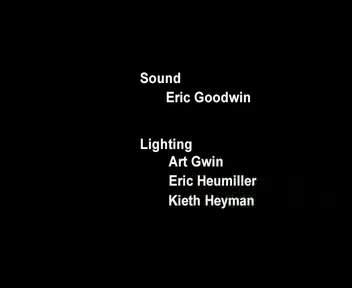 Sound
Eric Goodwin
Lighting
Art Gwin
Eric Heumiller
Kieth Heyman